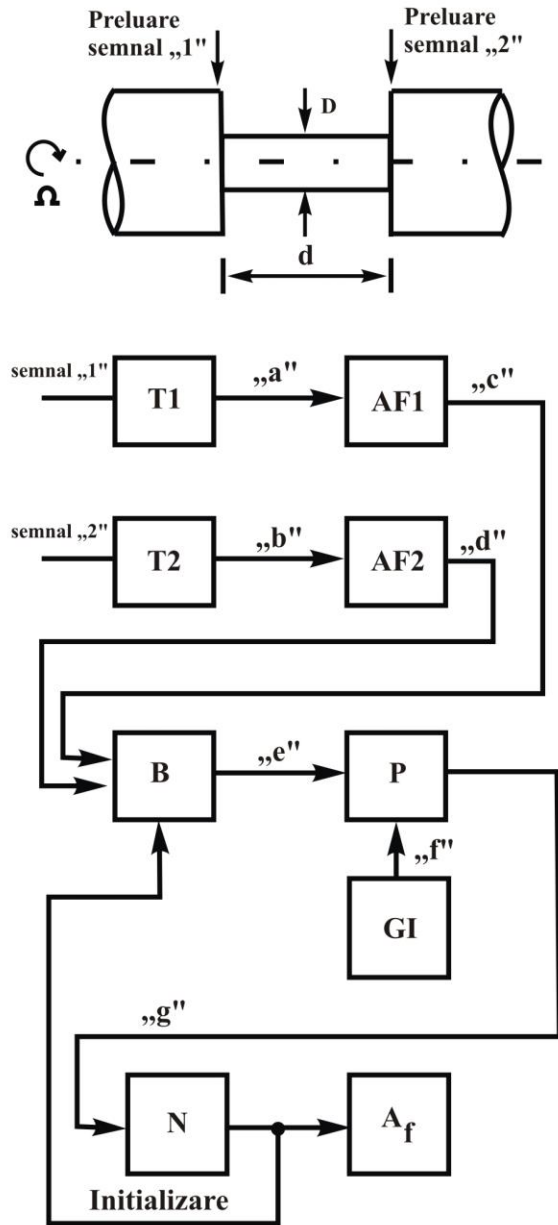 Preluare
semnal „1"
Preluare
semnal „2"
D
Ω
d
semnal „1"
T1
„a"
AF1
„c"
semnal „2"
T2
„b"
AF2
„d"
B
„e"
P
„f"
GI
„g"
N
Af
Initializare